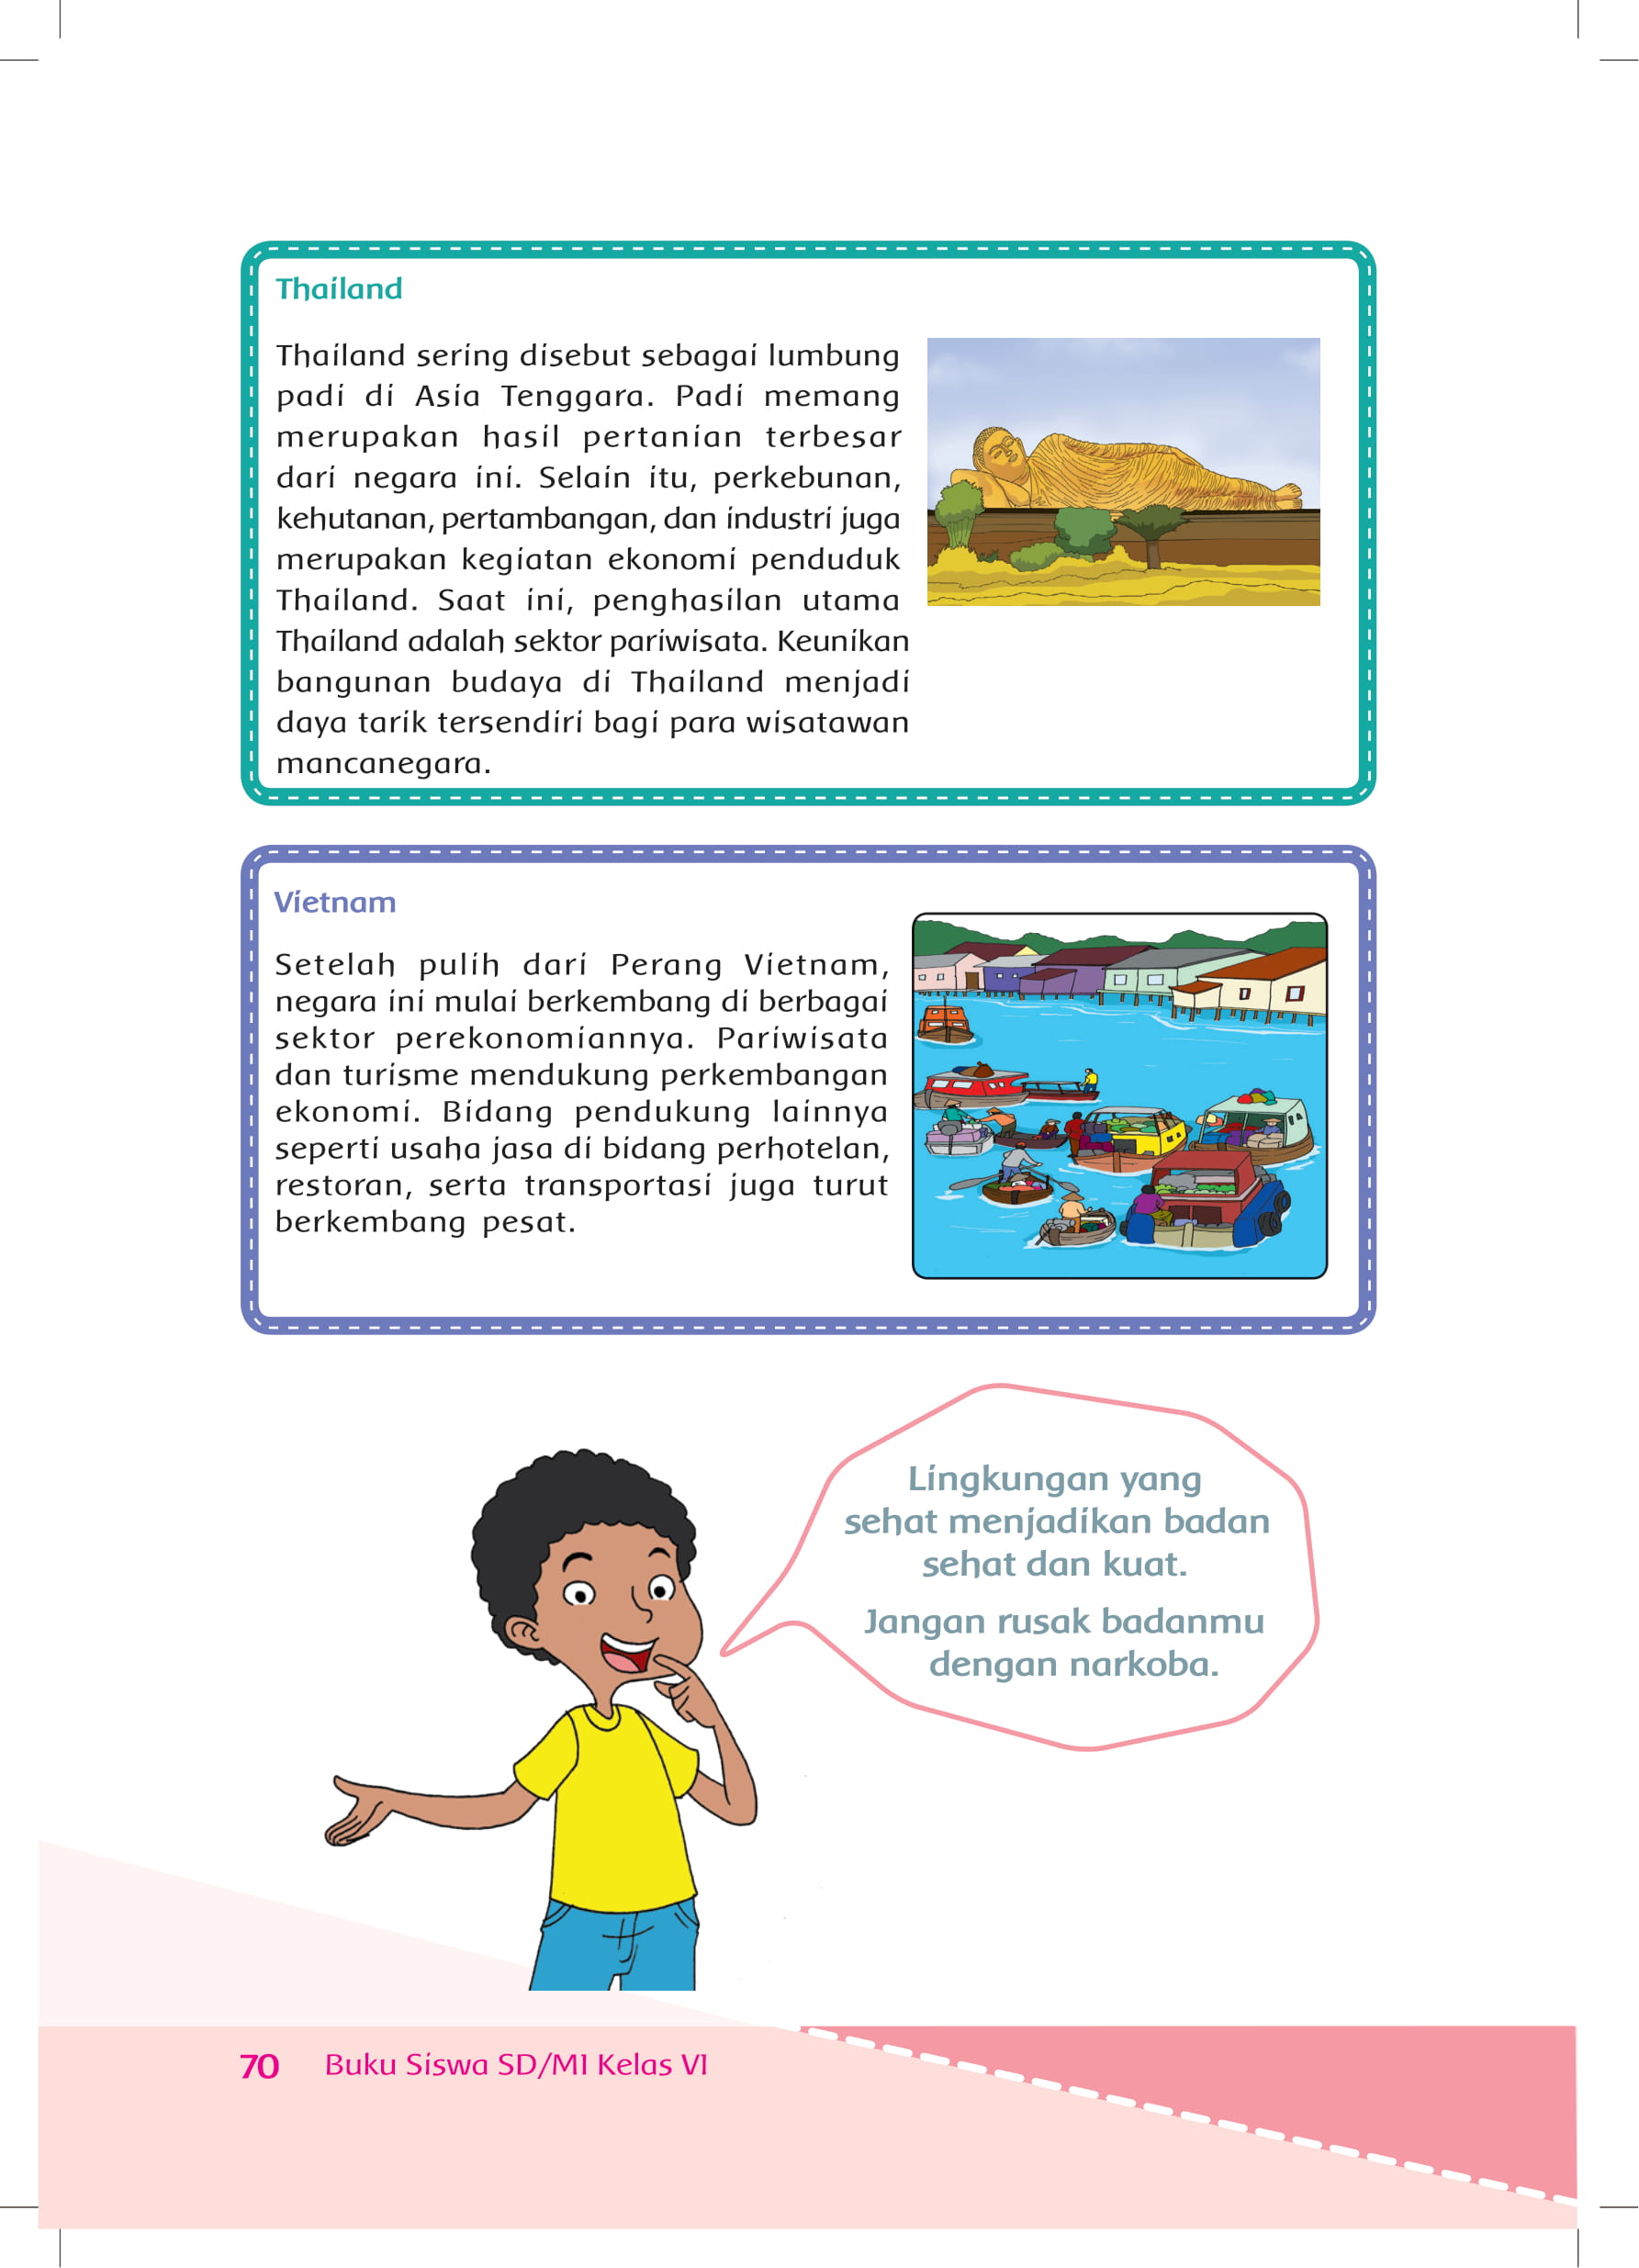 Thailand
Thailand sering disebut sebagai lumbung
padi di Asia Tenggara. Padi memang
merupakan hasil pertanian terbesar
dari negara ini. Selain itu, perkebunan,
kehutanan, pertambangan, dan industri juga
merupakan kegiatan ekonomi penduduk
Thailand. Saat ini, penghasilan utama
Thailand adalah sektor pariwisata. Keunikan
bangunan budaya di Thailand menjadi
daya tarik tersendiri bagi para wisatawan
mancanegara.
Vietnam
Setelah pulih dari Perang Vietnam,
negara ini mulai berkembang di berbagai
sektor perekonomiannya. Pariwisata
dan turisme mendukung perkembangan
ekonomi. Bidang pendukung lainnya
seperti usaha jasa di bidang perhotelan,
restoran, serta transportasi juga turut
berkembang pesat.
Lingkungan yang
sehat menjadikan badan
sehat dan kuat.
Jangan rusak badanmu
dengan narkoba.
70 Buku Siswa SD/MI Kelas VI